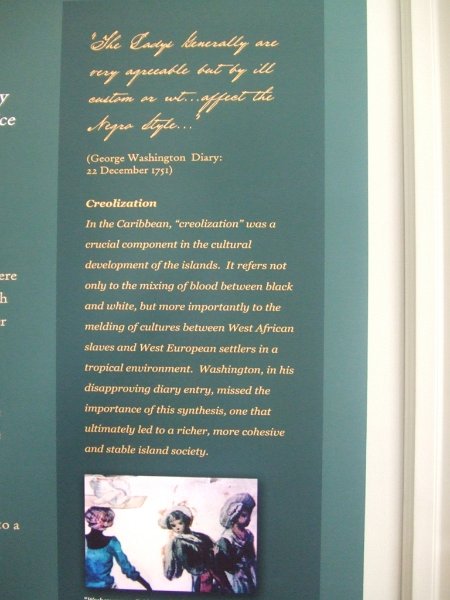 "The Ladys Generally are
very agreeable but by ill
custom or wt...affect the
Negro Style..."
(George Washington Diary:
22 December 1751)
Creolization
In the Caribbean, "creolization" was a
crucial component in the cultural
development of the islands. It refers not
only to the mixing of blood between black
and white, but more importantly to the
melding of cultures between West African
slaves and West European settlers in a
tropical environment. Washington, in his
disapproving diary entry, missed the
importance of this synthesis, one that
ultimately led to a richer, more cohesive
and stable island society.
to a